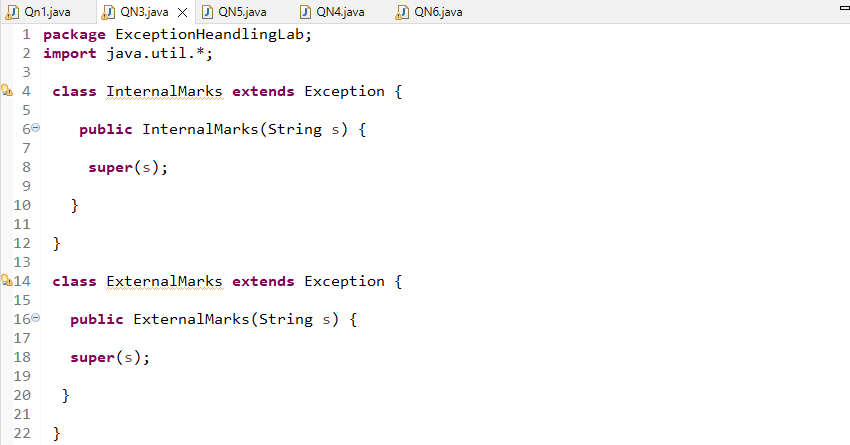 Qn1.java QN3.java QN5.java QN4.java QN6.java
1 package ExceptionHeandlingLab;
2 import java.util.*;
3
4 class InternalMarks extends Exception {
5
6 public InternalMarks(String s) {
7
8 super(s);
9
10 }
11
12 }
13
14 class ExternalMarks extends Exception {
15
16 public ExternalMarks(String s) {
17
18 super(s);
19
20 }
21
22 }